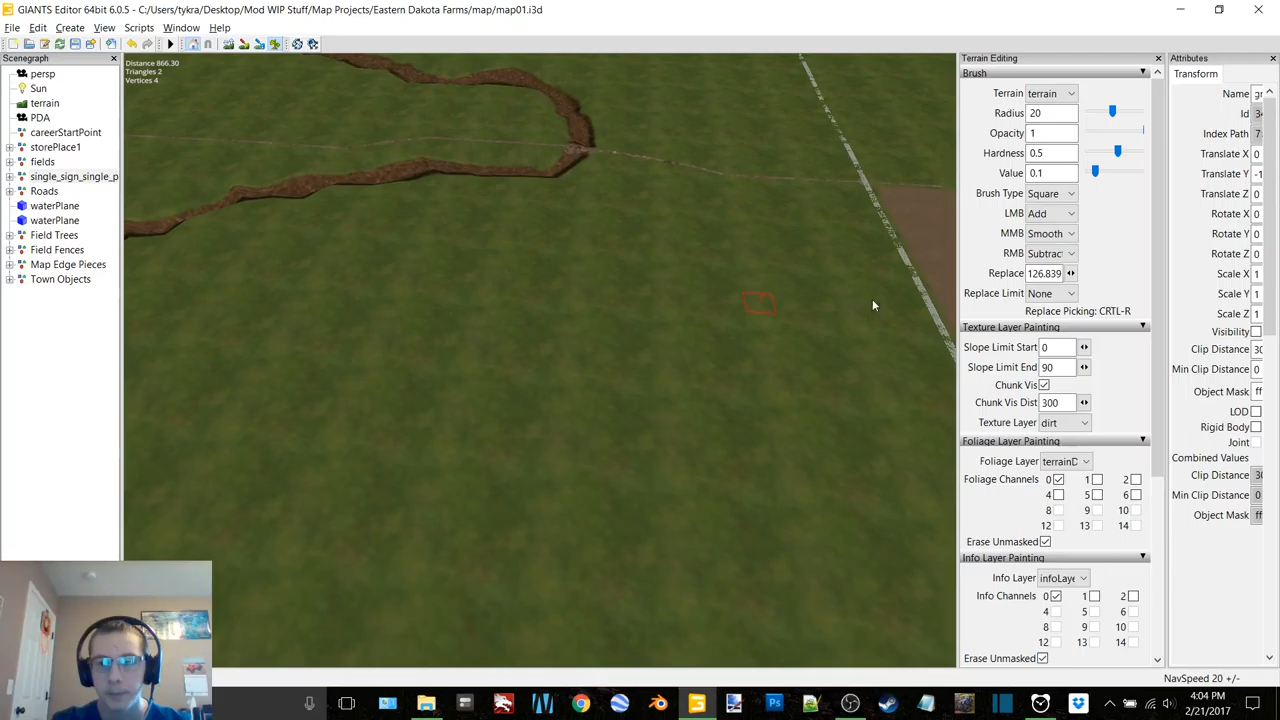 GIANTS Editor 64bit 6.0.5 - C:/Users/tykra/Desktop/Mod WIP Stuff/Map Projects/Eastern Dakota Farms/map/map01.i3d
File Edit Create View Scripts Window Help
Scenegraph
persp
Sun
terrain
PDA
careerStartPoint
storePlace1
fields
single_sign_single_p
Roads
waterPlane
waterPlane
Field Trees
Field Fences
Map Edge Pieces
Town Objects
Distance 866.30
Triangles 2
Vertices 4
Terrain Editing
Brush
Terrain terrain
Radius 20
Opacity 1
Hardness 0.5
Value 0.1
Brush Type Square
LMB Add
MMB Smooth
RMB Subtract
Replace 126.839
Replace Limit None
Replace Picking: CRTL-R
Texture Layer Painting
Slope Limit Start 0
Slope Limit End 90
Chunk Vis
Chunk Vis Dist 300
Texture Layer dirt
Foliage Layer Painting
Foliage Layer terrainD
Foliage Channels 0 1 2
4 5 6
8 9 10
12 13 14
Erase Unmasked
Info Layer Painting
Info Layer infoLaye
Info Channels 0 1 2
4 5 6
8 9 10
12 13 14
Erase Unmasked
Attributes
Transform
Name
Id 34
Index Path 7
Translate X 0
Translate Y -1
Translate Z 0
Rotate X 0
Rotate Y 0
Rotate Z 0
Scale X 1
Scale Y 1
Scale Z 1
Visibility
Clip Distance 30
Min Clip Distance 0
Object Mask ff
LOD
Rigid Body
Joint
Combined Values
Clip Distance 30
Min Clip Distance 0
Object Mask ff
NavSpeed 20 +/-
4:04 PM
2/21/2017